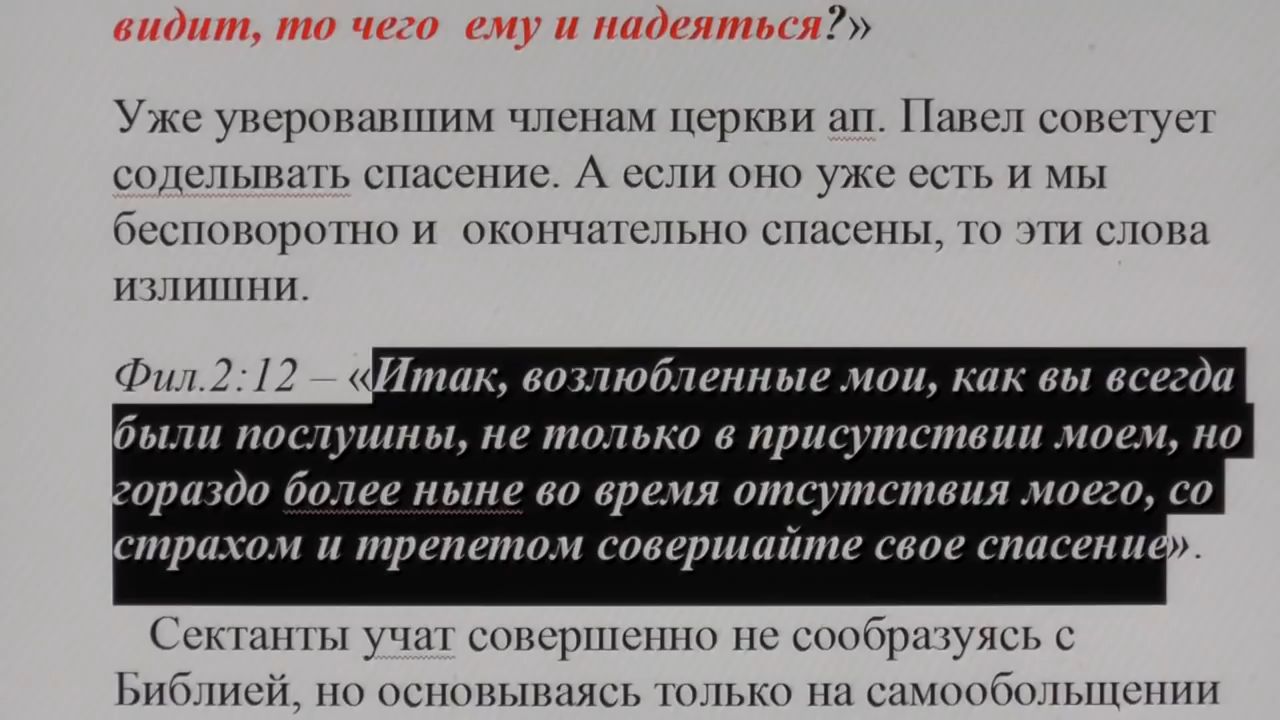 видит, то чего  ему и надеяться?»
Уже уверовавшим членам церкви ап. Павел советует
соделывать спасение. А если оно уже есть и мы
бесповоротно и  окончательно спасены, то эти слова
излишни.
Фил.2:12 – «Итак, возлюбленные мои, как вы всегда
были послушны, не только в присутствии моем, но
гораздо более ныне во время отсутствия моего, со
страхом и трепетом совершайте свое спасение».
Сектанты учат совершенно не сообразуясь с
Библией, но основываясь только на самообольщении